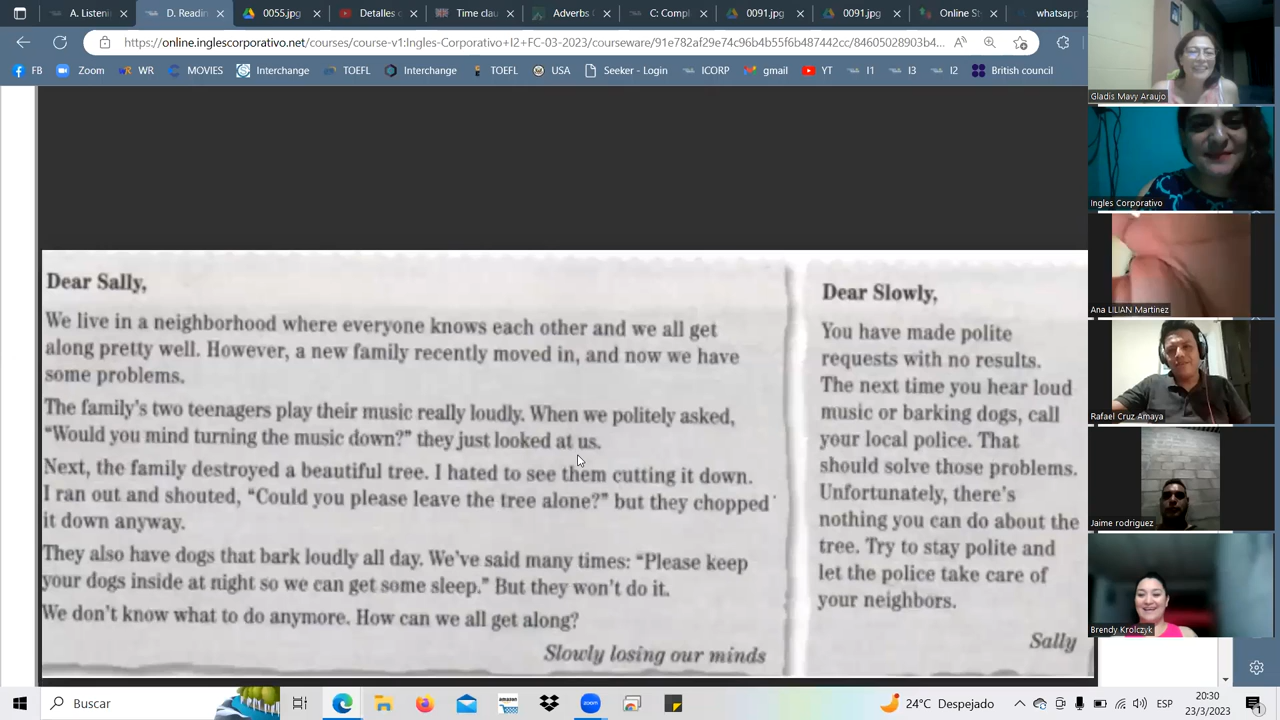 A. Listeni
D. Readin
0055.jpg
Detalles c
Time clau
Adverbs
C: Compl
0091.jpg
0091.jpg
Online St
whatsapp
https://online.inglescorporativo.net/courses/course-v1:Ingles-Corporativo+I2+FC-03-2023/courseware/91e782af29e74c96b4b55f6b487442cc/84605028903b4...
FB
Zoom
WR
MOVIES
Interchange
TOEFL
Interchange
TOEFL
USA
Seeker - Login
ICORP
gmail
YT
I1
I3
I2
British council
Dear Sally,
We live in a neighborhood where everyone knows each other and we all get
along pretty well. However, a new family recently moved in, and now we have
some problems.
The family's two teenagers play their music really loudly. When we politely asked,
“Would you mind turning the music down?” they just looked at us.
Next, the family destroyed a beautiful tree. I hated to see them cutting it down.
I ran out and shouted, “Could you please leave the tree alone?” but they chopped
it down anyway.
They also have dogs that bark loudly all day. We've said many times: “Please keep
your dogs inside at night so we can get some sleep.” But they won't do it.
We don't know what to do anymore. How can we all get along?
Slowly losing our minds
Dear Slowly,
You have made polite
requests with no results.
The next time you hear loud
music or barking dogs, call
your local police. That
should solve those problems.
Unfortunately, there's
nothing you can do about the
tree. Try to stay polite and
let the police take care of
your neighbors.
Sally
Gladis Mavy Araujo
Ingles Corporativo
Ana LILIAN Martinez
Rafael Cruz Amaya
Jaime rodriguez
Brendy Krolczyk
Buscar
amazon
zoom
24°C Despejado
ESP
20:30
23/3/2023
1